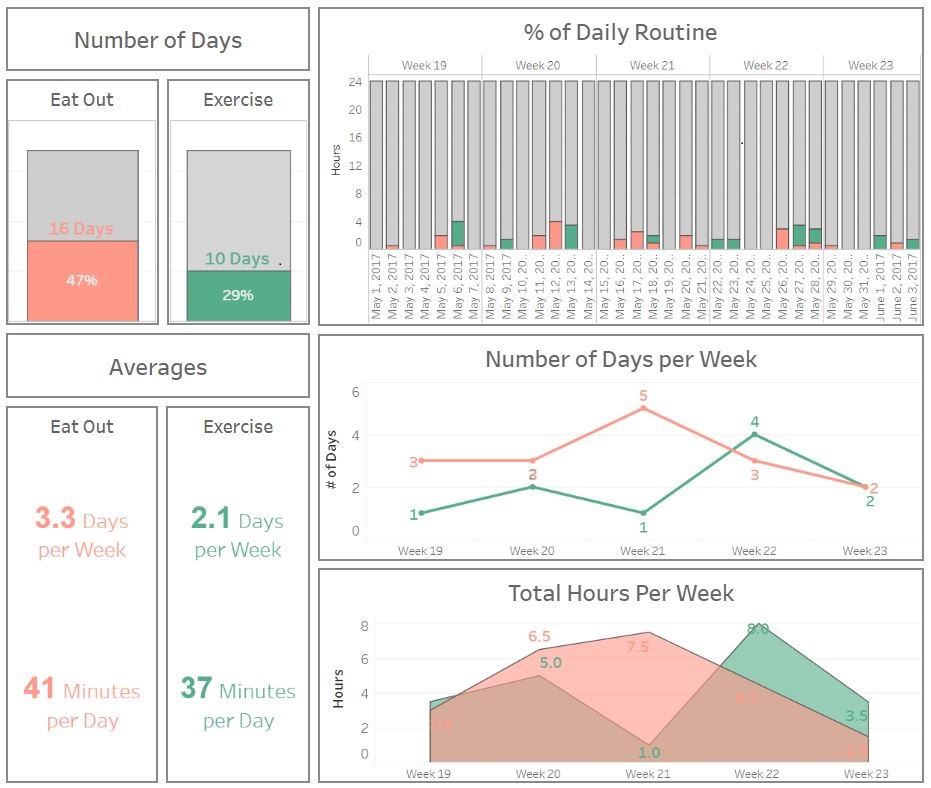 Number of Days
Eat Out
Exercise
16 Days
47%
10 Days
29%
% of Daily Routine
Week 19
Week 20
Week 21
Week 22
Week 23
Hours
24
20
16
12
8
4
0
May 1, 2017
May 2, 2017
May 3, 2017
May 4, 2017
May 5, 2017
May 6, 2017
May 7, 2017
May 8, 2017
May 9, 2017
May 10, 20..
May 11, 20..
May 12, 20..
May 13, 20..
May 14, 20..
May 15, 20..
May 16, 20..
May 17, 20..
May 18, 20..
May 19, 20..
May 20, 20..
May 21, 20..
May 22, 20..
May 23, 20..
May 24, 20..
May 25, 20..
May 26, 20..
May 27, 20..
May 28, 20..
May 29, 20..
May 30, 20..
May 31, 20..
June 1, 2017
June 2, 2017
June 3, 2017
Averages
Eat Out
Exercise
3.3 Days
per Week
2.1 Days
per Week
41 Minutes
per Day
37 Minutes
per Day
Number of Days per Week
# of Days
6
4
2
0
3
1
2
5
1
4
3
2
2
Week 19
Week 20
Week 21
Week 22
Week 23
Total Hours Per Week
Hours
8
6
4
2
0
6.5
5.0
7.5
1.0
8.0
3.5
Week 19
Week 20
Week 21
Week 22
Week 23